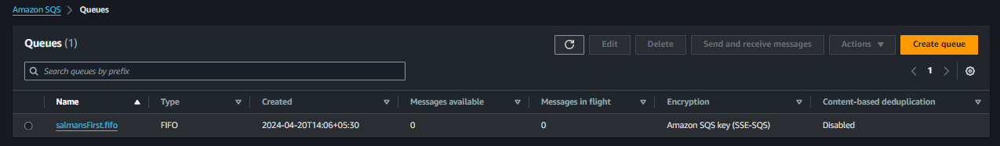 Amazon SQS > Queues
Queues (1)
Edit
Delete
Send and receive messages
Actions
Create queue
Search queues by prefix
1
Name Type Created Messages available Messages in flight Encryption Content-based deduplication
salmansFirst.fifo FIFO 2024-04-20T14:06+05:30 0 0 Amazon SQS key (SSE-SQS) Disabled